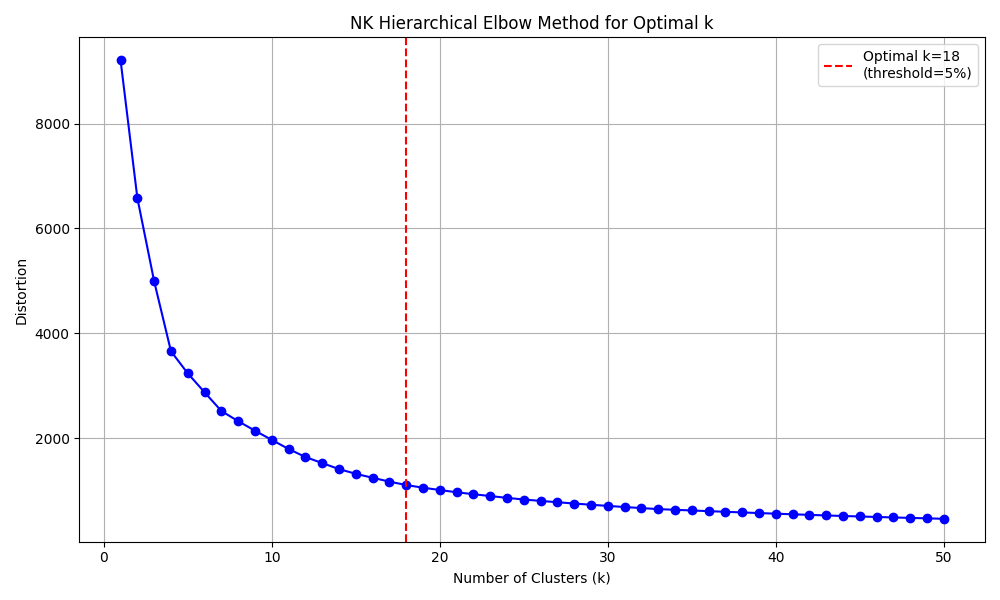 NK Hierarchical Elbow Method for Optimal k
Optimal k=18
(threshold=5%)
8000
6000
4000
2000
Distortion
0 10 20 30 40 50
Number of Clusters (k)